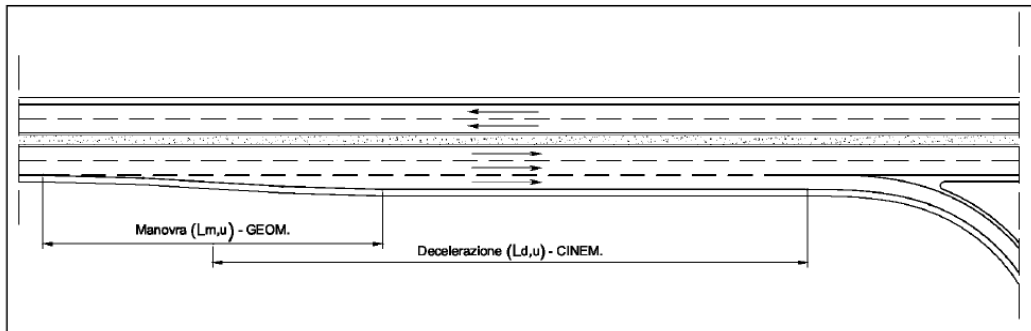 Manovra (Lm,u) - GEOM.
Decelerazione (Ld,u) - CINEM.